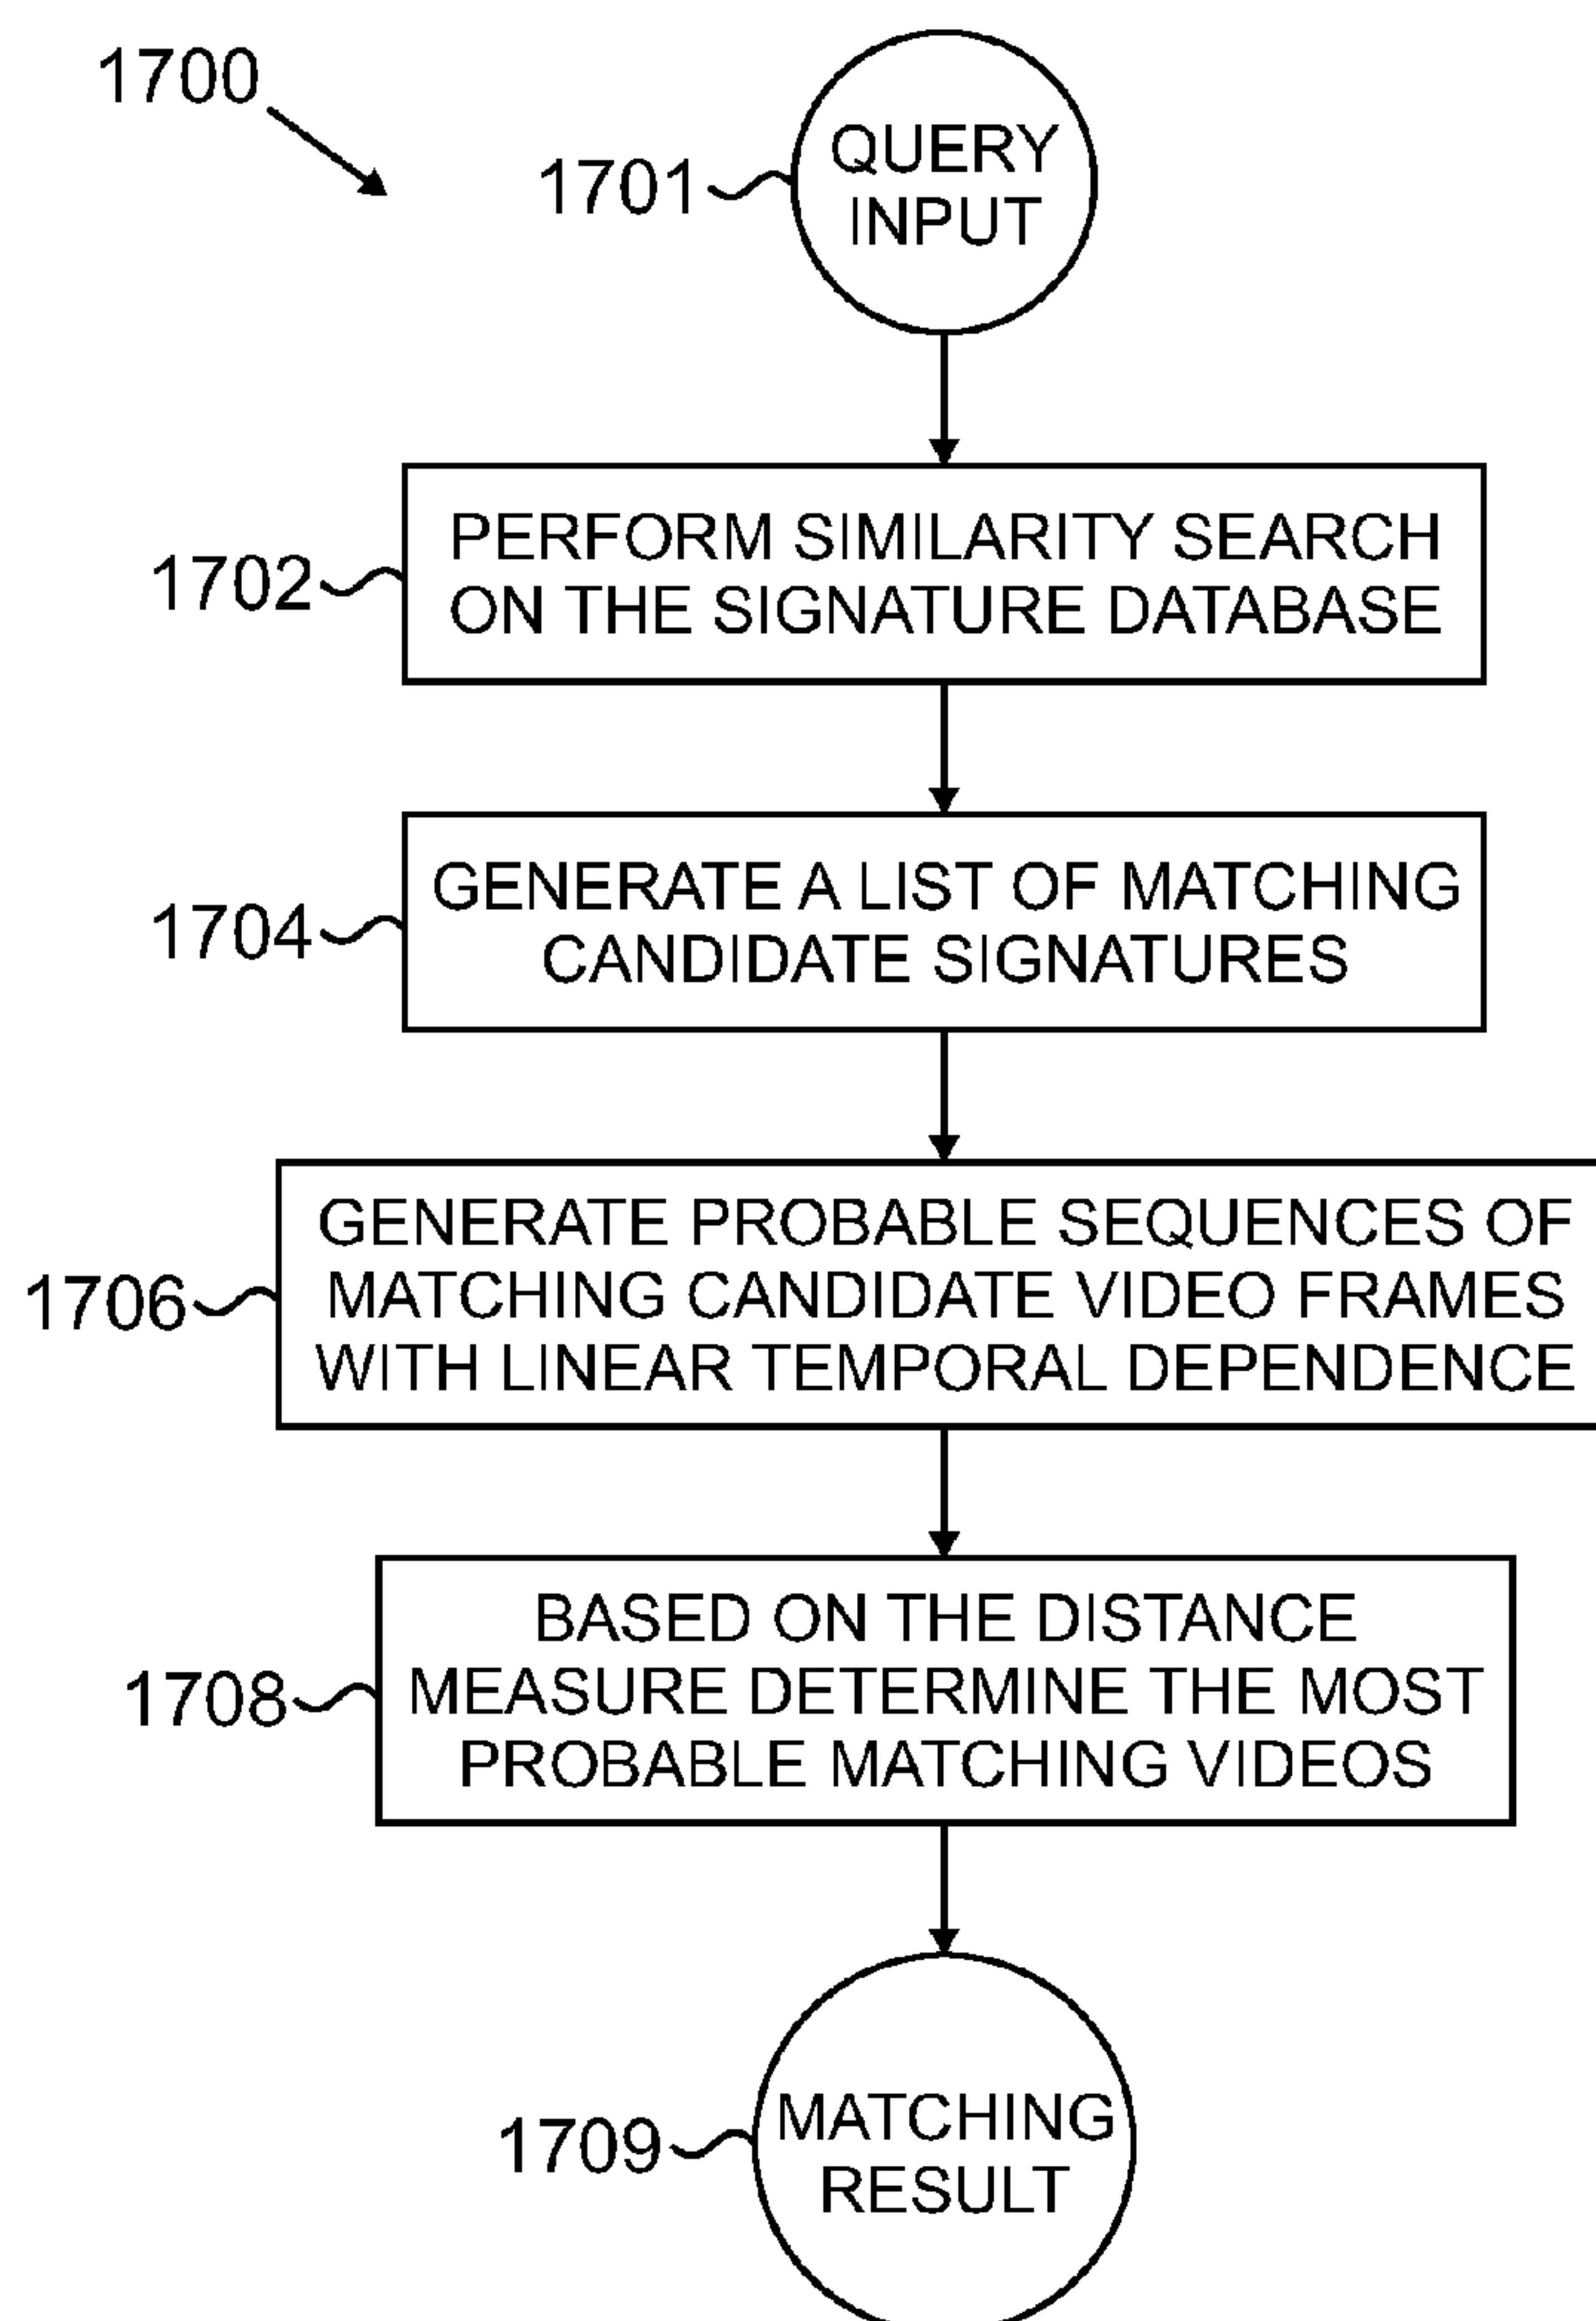 1700
1701
QUERY
INPUT
1702
PERFORM SIMILARITY SEARCH
ON THE SIGNATURE DATABASE
1704
GENERATE A LIST OF MATCHING
CANDIDATE SIGNATURES
1706
GENERATE PROBABLE SEQUENCES OF
MATCHING CANDIDATE VIDEO FRAMES
WITH LINEAR TEMPORAL DEPENDENCE
1708
BASED ON THE DISTANCE
MEASURE DETERMINE THE MOST
PROBABLE MATCHING VIDEOS
1709
MATCHING
RESULT